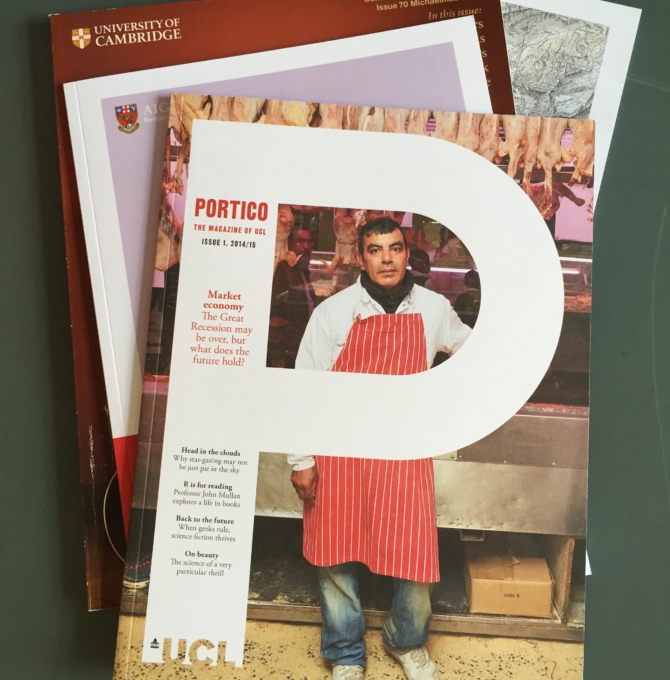 UNIVERSITY OF
CAMBRIDGE
Issue 70 Michaelmas
In this issue:
PORTICO
THE MAGAZINE OF UCL
ISSUE 1. 2014/15
Market
economy
The Great
Recession may
be over, but
what does the
future hold?
Head in the clouds
Why star-gazing may not
be just pie in the sky
R is for reading
Professor John Mullan
explores a life in books
Back to the future
When geeks rule,
science fiction thrives
On beauty
The science of a very
particular thrill
UCL